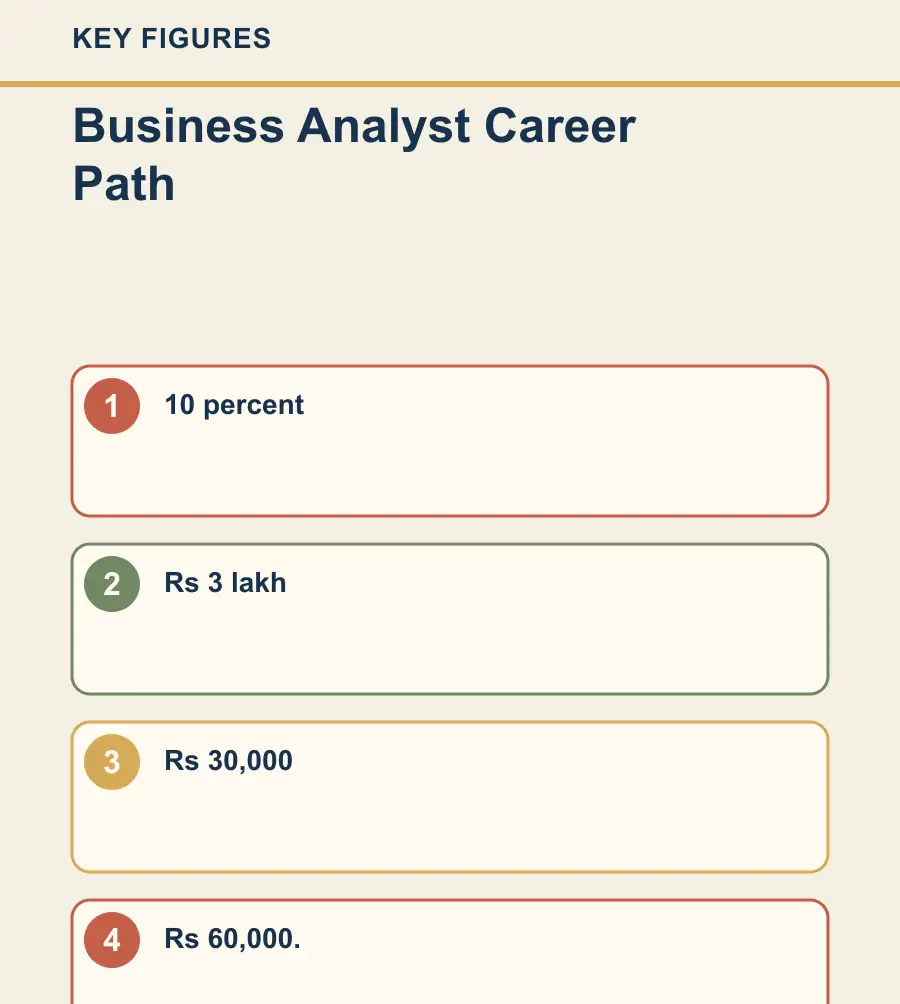 KEY FIGURES
Business Analyst Career
Path
1
10 percent
2
Rs 3 lakh
3
Rs 30,000
4
Rs 60,000.